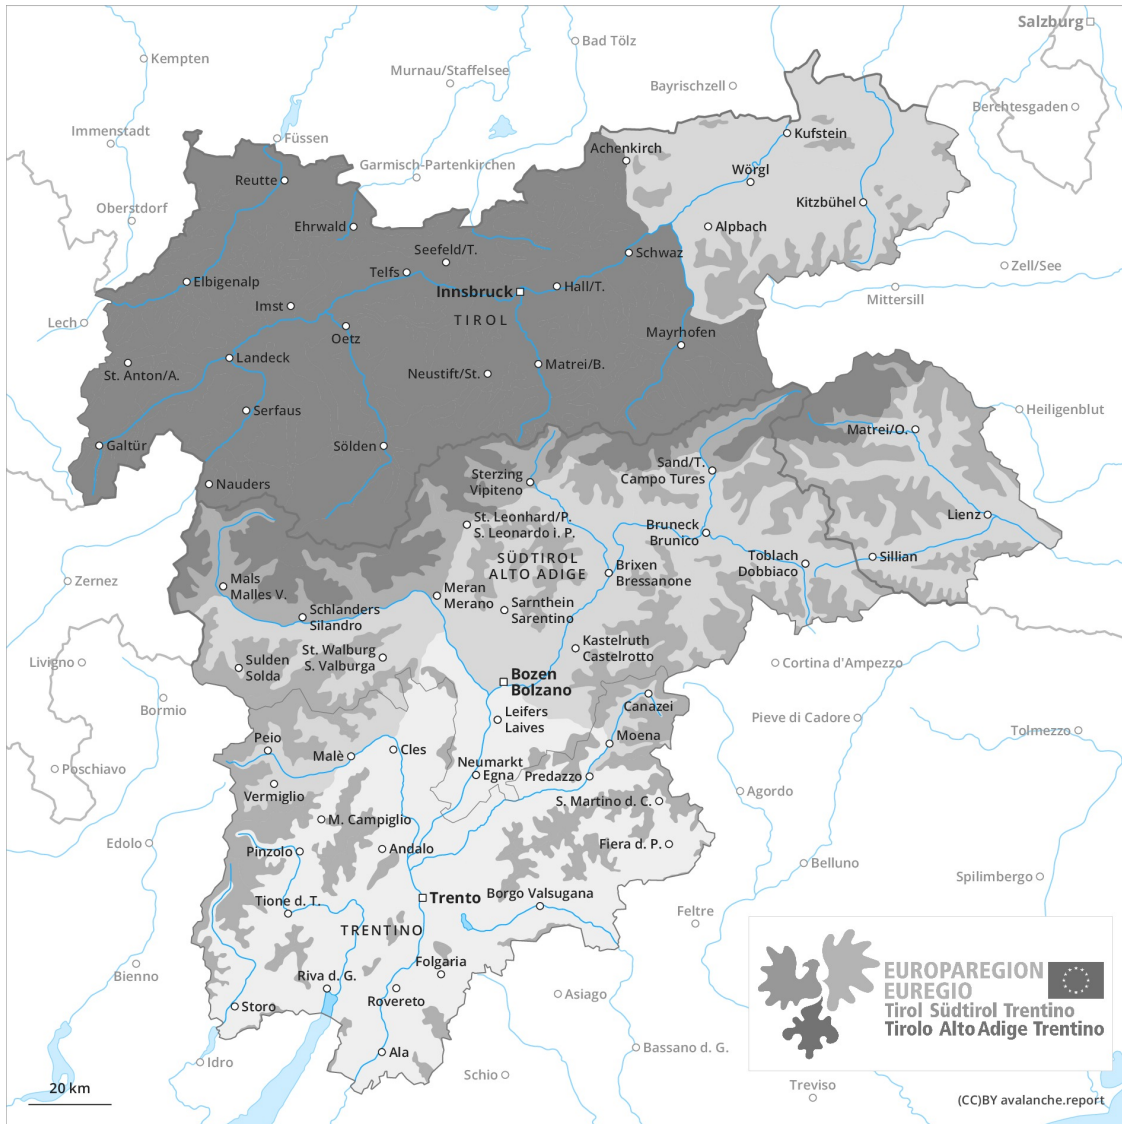 Salzburg
Bad Tölz
Kempten
Murnau/Staffelsee
Bayrischzell
Berchtesgaden
Immenstadt
Füssen
Kufstein
Achenkirch
Garmisch-Partenkirchen
Wörgl
Reutte
Kitzbühel
Oberstdorf
Ehrwald
Alpbach
Seefeld/T.
Schwaz
Zell/See
Telfs
Elbigenalp
Innsbruck
Hall/T.
Mittersill
Imst
TIROL
Lech
Oetz
Mayrhofen
Landeck
Matrei/B.
St. Anton/A.
Neustift/St.
Serfaus
Heiligenblut
Matrei/O.
Galtür
Sölden
Sterzing
Vipiteno
Sand/T.
Campo Tures
Nauders
St. Leonhard/P.
S. Leonardo i. P.
Bruneck
Brunico
Lienz
SÜDTIROL
ALTO ADIGE
Toblach
Dobbiaco
Sillian
Brixen
Bressanone
Zernez
Mals
Malles V.
Meran
Merano
Sarnthein
Sarentino
Schlanders
Silandro
Kastelruth
Castelrotto
St. Walburg
S. Valburga
Livigno
Sulden
Solda
Cortina d'Ampezzo
Bozen
Bolzano
Bormio
Canazei
Leifers
Laives
Pieve di Cadore
Tolmezzo
Peio
Moena
Cles
Malè
Neumarkt
Egna
Predazzo
Poschiavo
Vermiglio
Agordo
S. Martino d. C.
M. Campiglio
Edolo
Pinzolo
Andalo
Fiera d. P.
Belluno
Spilimbergo
Tione d. T.
Trento
Borgo Valsugana
Feltre
TRENTINO
Bienno
Folgaria
Riva d. G.
EUROPAREGION
EUREGIO
Tirol Südtirol Trentino
Tirolo Alto Adige Trentino
Rovereto
Asiago
Storo
Ala
Bassano d. G.
Idro
Schio
20 km
Treviso
(CC)BY avalanche.report